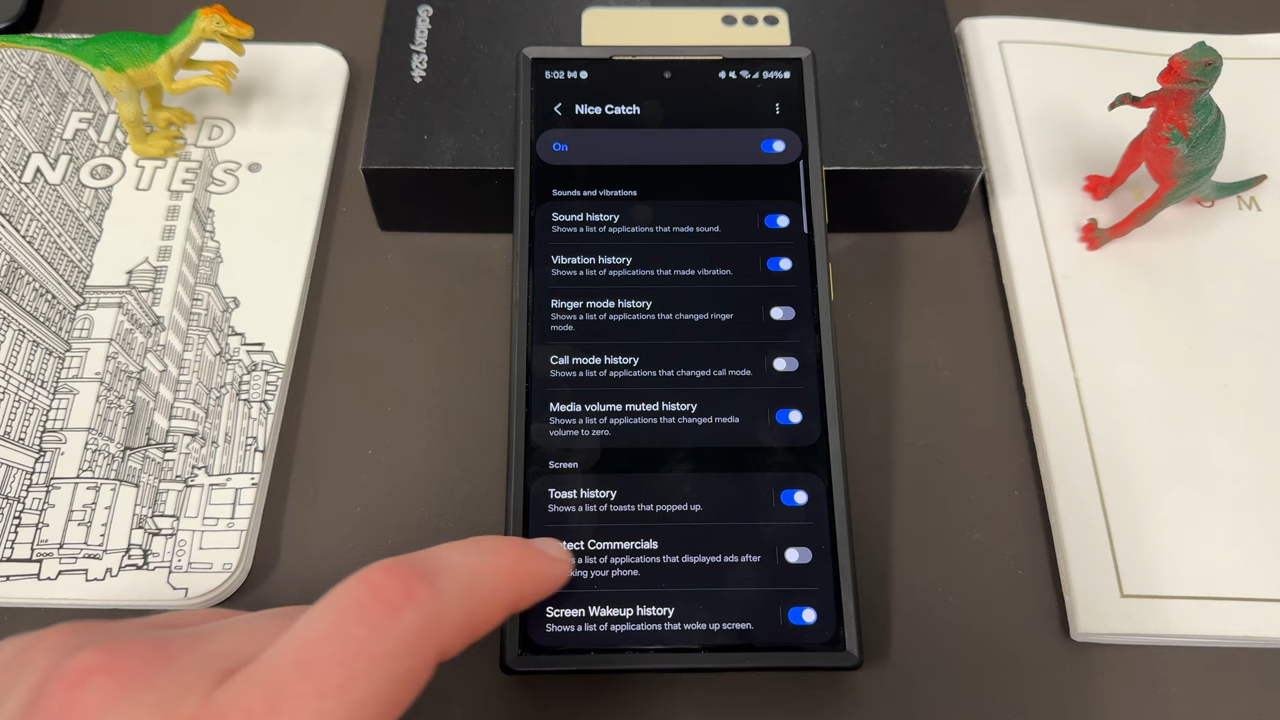 Galaxy S24+
NOTES®
5:02
94%
Nice Catch
On
Sounds and vibrations
Sound history
Shows a list of applications that made sound.
Vibration history
Shows a list of applications that made vibration.
Ringer mode history
Shows a list of applications that changed ringer
mode.
Call mode history
Shows a list of applications that changed call mode.
Media volume muted history
Shows a list of applications that changed media
volume to zero.
Screen
Toast history
Shows a list of toasts that popped up.
Commercials
a list of applications that displayed ads after
your phone.
Screen Wakeup history
Shows a list of applications that woke up screen.
M